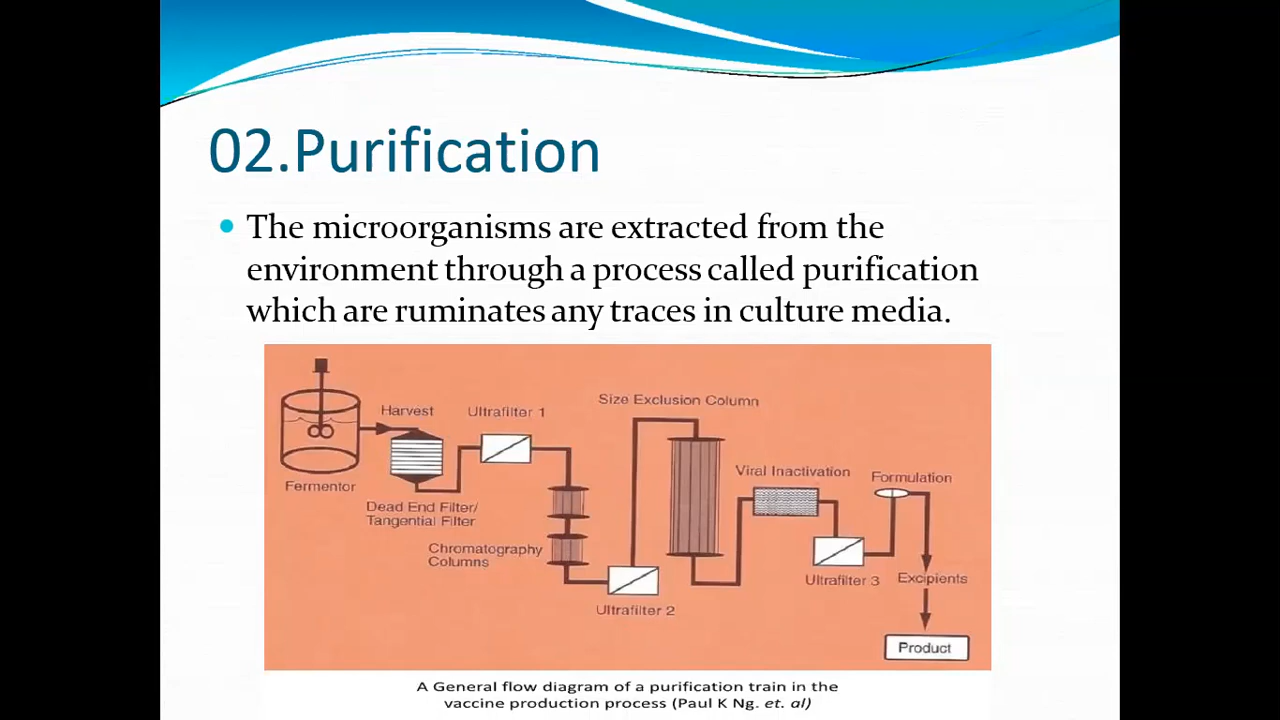 02.Purification
The microorganisms are extracted from the
environment through a process called purification
which are ruminates any traces in culture media.
Size Exclusion Column
Harvest
Ultrafilter 1
Viral Inactivation
Formulation
Fermentor
Dead End Filter/
Tangential Filter
Chromatography
Columns
Ultrafilter 3
Excipients
Ultrafilter 2
Product
A General flow diagram of a purification train in the
vaccine production process (Paul K Ng. et. al)